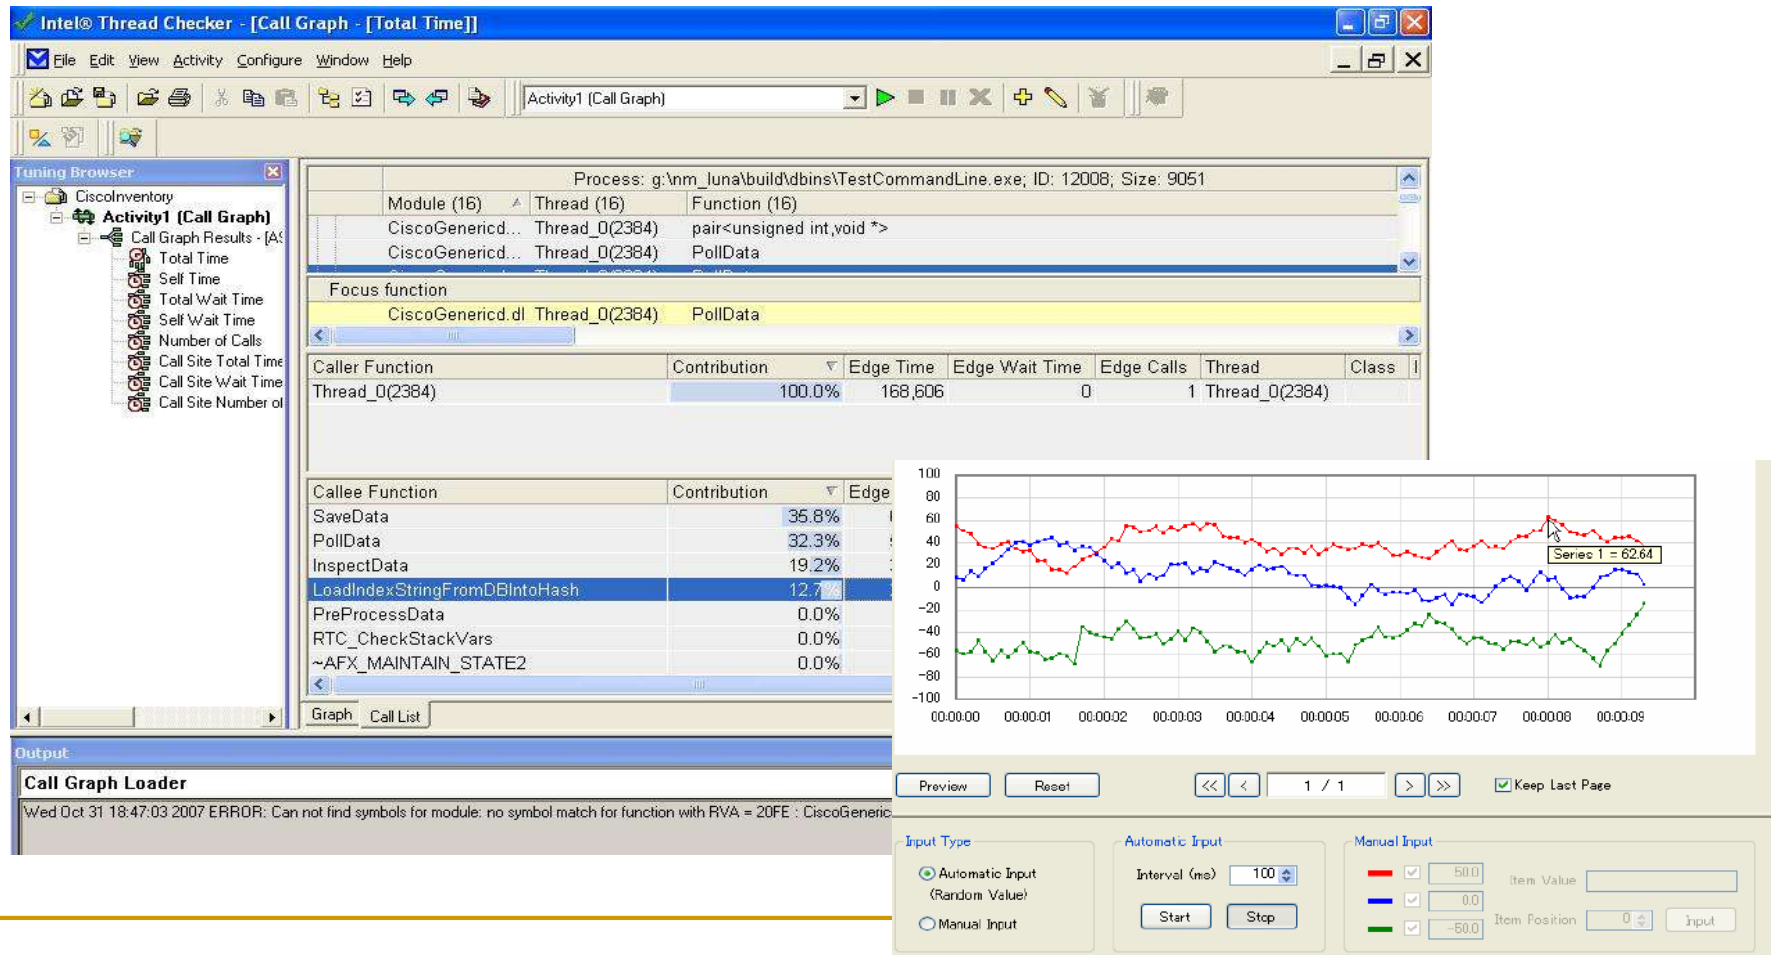 Intel® Thread Checker - [Call Graph - [Total Time]]
File Edit View Activity Configure Window Help
Activity1 (Call Graph)
Tuning Browser
CiscoInventory
Activity1 (Call Graph)
Call Graph Results - [A
Total Time
Self Time
Total Wait Time
Self Wait Time
Number of Calls
Call Site Total Time
Call Site Wait Time
Call Site Number of
Process: g:\nm_luna\build\dbins\TestCommandLine.exe; ID: 12008; Size: 9051
Module (16) Thread (16) Function (16)
CiscoGenericd... Thread_0(2384) pair<unsigned int,void *>
CiscoGenericd... Thread_0(2384) PollData
Focus function
CiscoGenericd.dl Thread_0(2384) PollData
Caller Function Contribution Edge Time Edge Wait Time Edge Calls Thread Class
Thread_0(2384) 100.0% 168,606 0 1 Thread_0(2384)
Callee Function Contribution Edge
SaveData 35.8%
PollData 32.3%
InspectData 19.2%
LoadIndexStringFromDBIntoHash 12.7%
PreProcessData 0.0%
RTC_CheckStackVars 0.0%
~AFX_MAINTAIN_STATE2 0.0%
Graph Call List
Output
Call Graph Loader
Wed Oct 31 18:47:03 2007 ERROR: Can not find symbols for module: no symbol match for function with RVA = 20FE : CiscoGeneric
100
80
60
40
20
0
-20
-40
-60
-80
-100
Series 1 = 62.64
00:00:00 00:00:01 00:00:02 00:00:03 00:00:04 00:00:05 00:00:06 00:00:07 00:00:08 00:00:09
Preview Reset << < 1 / 1 > >> Keep Last Page
Input Type
Automatic Input
(Random Value)
Manual Input
Automatic Input
Interval (ms) 100
Start Stop
Manual Input
50.0
0.0
-50.0
Item Value
Item Position 0 Input